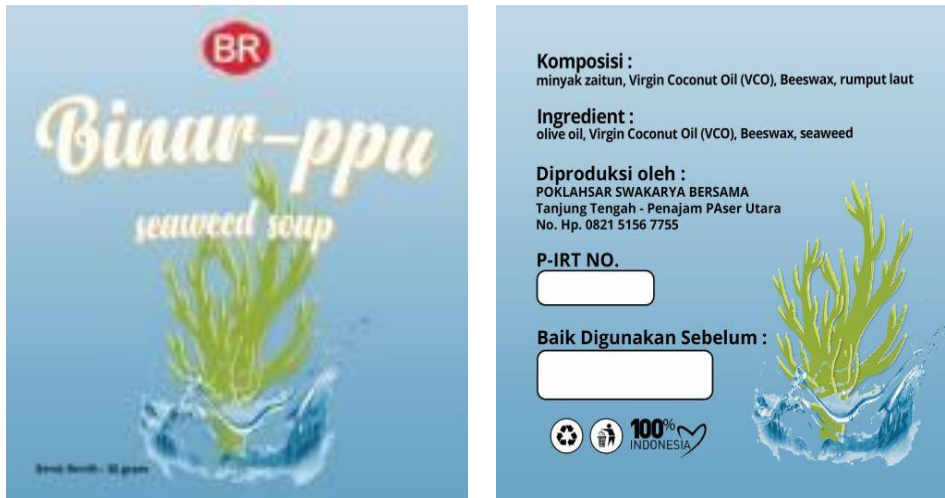 BR
Binar-ppu
seaweed soap
Komposisi :
minyak zaitun, Virgin Coconut Oil (VCO), Beeswax, rumput laut
Ingredient :
olive oil, Virgin Coconut Oil (VCO), Beeswax, seaweed
Diproduksi oleh :
POKLAHSAR SWAKARYA BERSAMA
Tanjung Tengah - Penajam PAser Utara
No. Hp. 0821 5156 7755
P-IRT NO.
Baik Digunakan Sebelum :
100%
INDONESIA